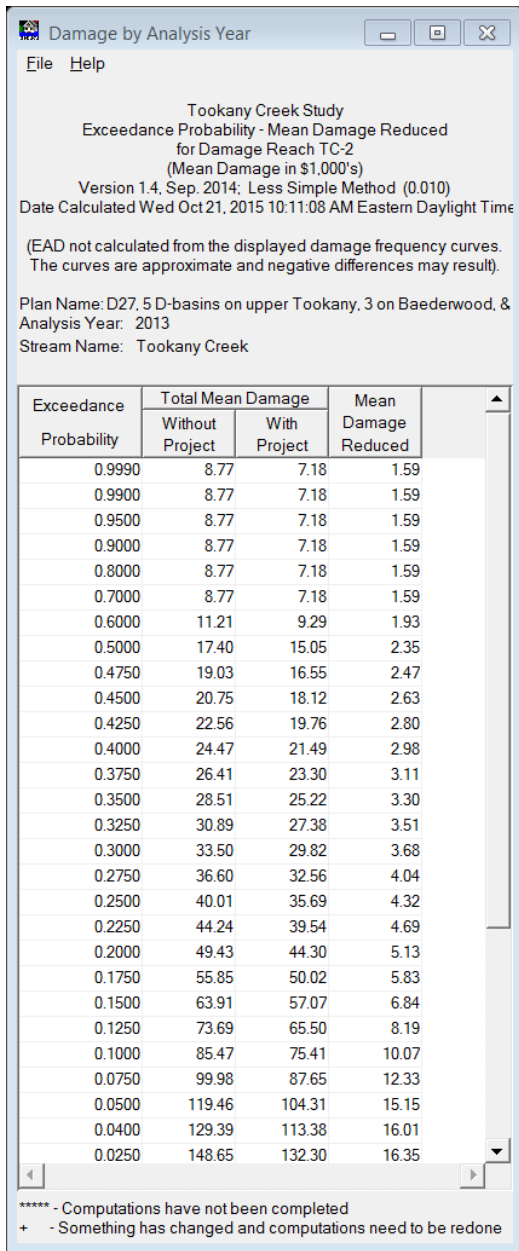 Damage by Analysis Year
File Help
Tookany Creek Study
Exceedance Probability - Mean Damage Reduced
for Damage Reach TC-2
(Mean Damage in $1,000's)
Version 1.4, Sep. 2014; Less Simple Method (0.010)
Date Calculated Wed Oct 21, 2015 10:11:08 AM Eastern Daylight Time
(EAD not calculated from the displayed damage frequency curves.
The curves are approximate and negative differences may result).
Plan Name: D27, 5 D-basins on upper Tookany, 3 on Baederwood, &
Analysis Year: 2013
Stream Name: Tookany Creek
Exceedance Total Mean Damage Mean
Without With Damage
Probability Project Project Reduced
0.9990 8.77 7.18 1.59
0.9900 8.77 7.18 1.59
0.9500 8.77 7.18 1.59
0.9000 8.77 7.18 1.59
0.8000 8.77 7.18 1.59
0.7000 8.77 7.18 1.59
0.6000 11.21 9.29 1.93
0.5000 17.40 15.05 2.35
0.4750 19.03 16.55 2.47
0.4500 20.75 18.12 2.63
0.4250 22.56 19.76 2.80
0.4000 24.47 21.49 2.98
0.3750 26.41 23.30 3.11
0.3500 28.51 25.22 3.30
0.3250 30.89 27.38 3.51
0.3000 33.50 29.82 3.68
0.2750 36.60 32.56 4.04
0.2500 40.01 35.69 4.32
0.2250 44.24 39.54 4.69
0.2000 49.43 44.30 5.13
0.1750 55.85 50.02 5.83
0.1500 63.91 57.07 6.84
0.1250 73.69 65.50 8.19
0.1000 85.47 75.41 10.07
0.0750 99.98 87.65 12.33
0.0500 119.46 104.31 15.15
0.0400 129.39 113.38 16.01
0.0250 148.65 132.30 16.35
***** - Computations have not been completed
+ - Something has changed and computations need to be redone